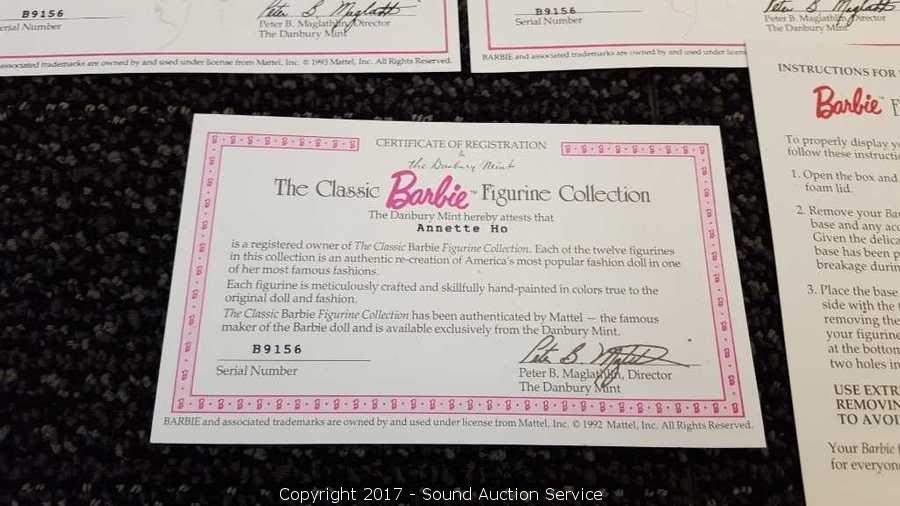 B9156
erial Number
Peter B. Maglathlin, Director
The Danbury Mint
associated trademarks are owned by and used under license from Mattel, Inc. © 1993 Mattel, Inc. All Rights Reserved.
B9156
Serial Number
Peter B. Maglathlin, Director
The Danbury Mint
BARBIE and associated trademarks are owned by and used under license
CERTIFICATE OF REGISTRATION
by
the Danbury Mint
The Classic Barbie™ Figurine Collection
The Danbury Mint hereby attests that
Annette Ho
is a registered owner of The Classic Barbie Figurine Collection. Each of the twelve figurines
in this collection is an authentic re-creation of America's most popular fashion doll in one
of her most famous fashions.
Each figurine is meticulously crafted and skillfully hand-painted in colors true to the
original doll and fashion.
The Classic Barbie Figurine Collection has been authenticated by Mattel — the famous
maker of the Barbie doll and is available exclusively from the Danbury Mint.
B9156
Serial Number
Peter B. Maglathlin
Peter B. Maglathlin, Director
The Danbury Mint
BARBIE and associated trademarks are owned by and used under license from Mattel, Inc. © 1992 Mattel, Inc. All Rights Reserved.
INSTRUCTIONS FOR
Barbie™ F
To properly display yo
follow these instructi
1. Open the box and
foam lid.
2. Remove your Bar
base and any acc
Given the delica
base has been p
breakage durin
3. Place the base
side with the
removing the
your figurine
at the bottom
two holes in
USE EXTR
REMOVIN
TO AVOI
Your Barbie
for everyon
Copyright 2017 - Sound Auction Service